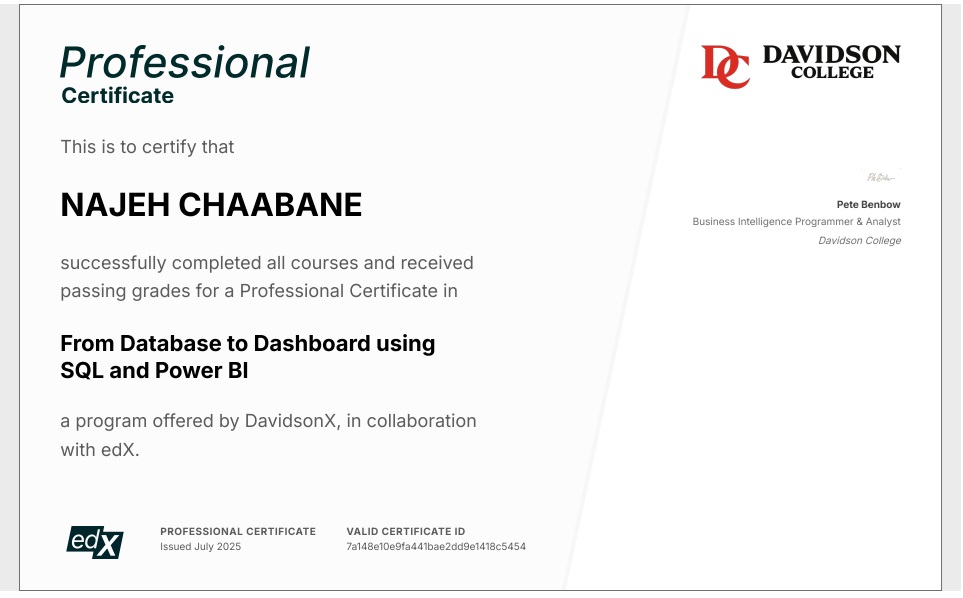 Professional
Certificate
DAVIDSON
COLLEGE
This is to certify that
NAJEH CHAABANE
successfully completed all courses and received
passing grades for a Professional Certificate in
From Database to Dashboard using
SQL and Power BI
a program offered by DavidsonX, in collaboration
with edX.
Pete Benbow
Business Intelligence Programmer & Analyst
Davidson College
edX
PROFESSIONAL CERTIFICATE
Issued July 2025
VALID CERTIFICATE ID
7a148e10e9fa441bae2dd9e1418c5454